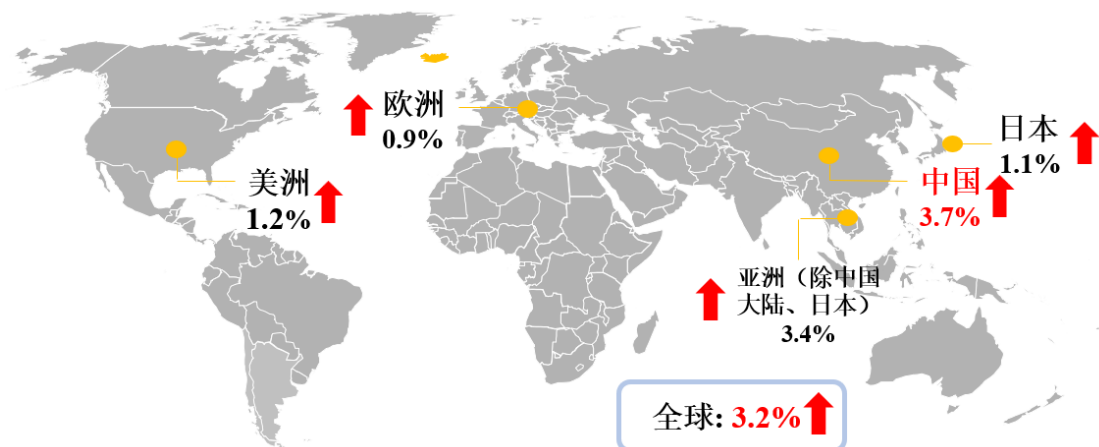 欧洲
0.9%
日本
1.1%
美洲
1.2%
中国
3.7%
亚洲（除中国
大陆、日本）
3.4%
全球: 3.2%